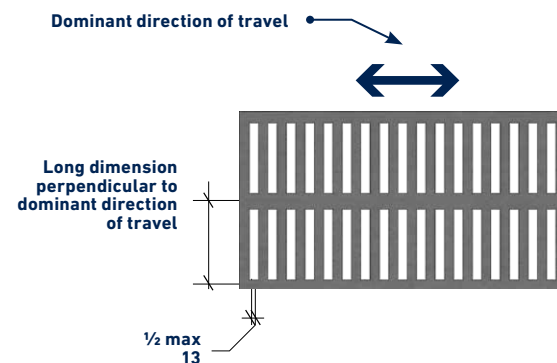 Dominant direction of travel
Long dimension
perpendicular to
dominant direction
of travel
½ max
13